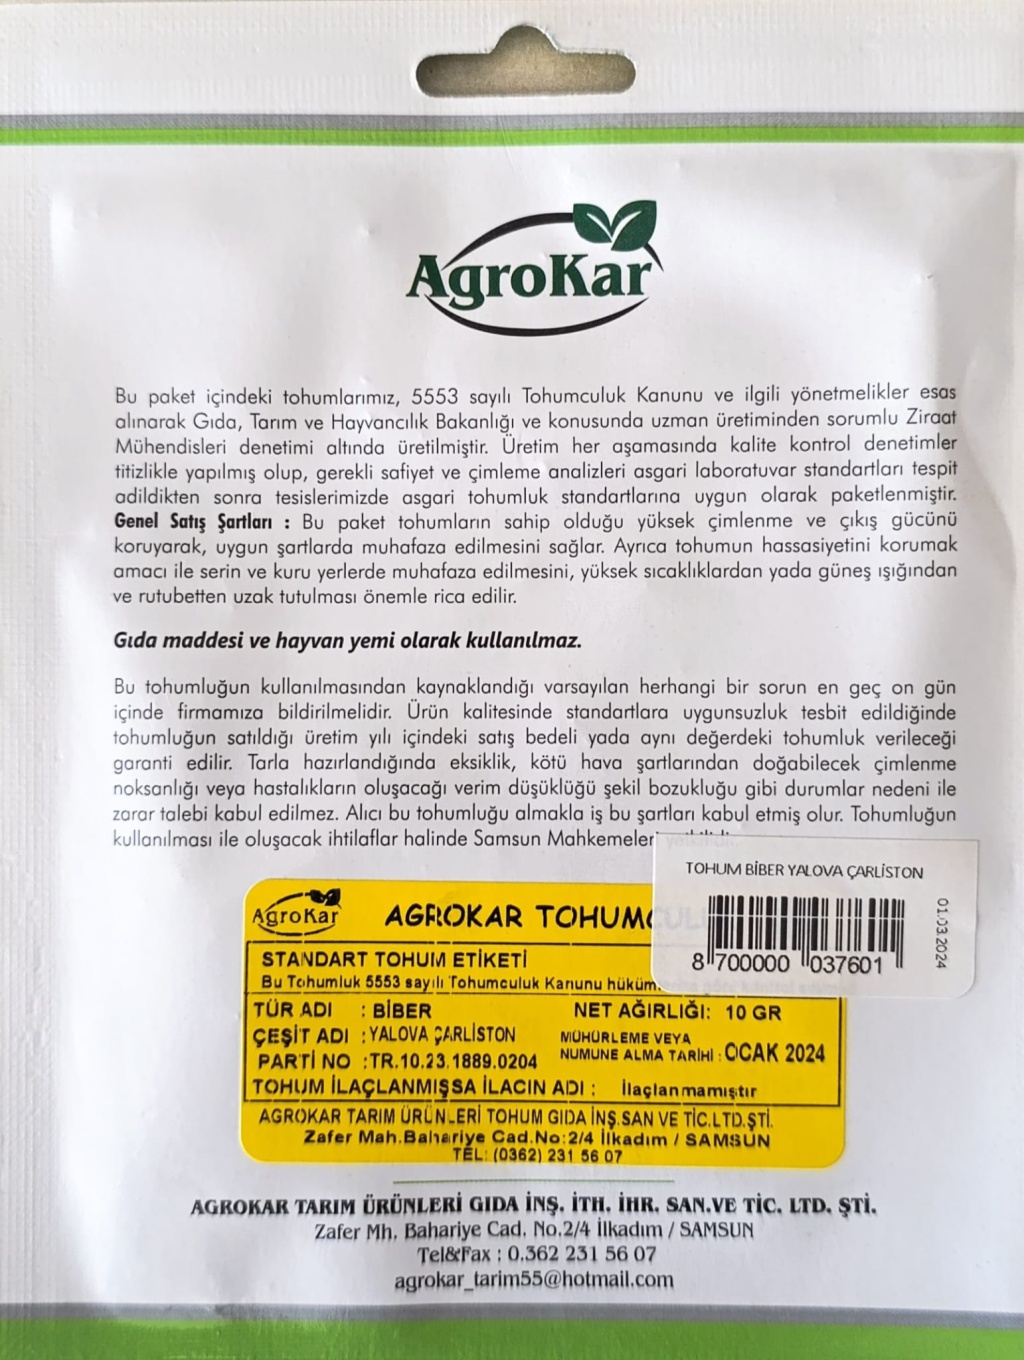 AgroKar
Bu paket içindeki tohumlarımız, 5553 sayılı Tohumculuk Kanunu ve ilgili yönetmelikler esas
alınarak Gıda, Tarım ve Hayvancılık Bakanlığı ve konusunda uzman üretiminden sorumlu Ziraat
Mühendisleri denetimi altında üretilmiştir. Üretim her aşamasında kalite kontrol denetimler
titizlikle yapılmış olup, gerekli safiyet ve çimleme analizleri asgari laboratuvar standartları tespit
adildikten sonra tesislerimizde asgari tohumluk standartlarına uygun olarak paketlenmiştir.
Genel Satış Şartları : Bu paket tohumların sahip olduğu yüksek çimlenme ve çıkış gücünü
koruyarak, uygun şartlarda muhafaza edilmesini sağlar. Ayrıca tohumun hassasiyetini korumak
amacı ile serin ve kuru yerlerde muhafaza edilmesini, yüksek sıcaklıklardan yada güneş ışığından
ve rutubetten uzak tutulması önemle rica edilir.
Gıda maddesi ve hayvan yemi olarak kullanılmaz.
Bu tohumluğun kullanılmasından kaynaklandığı varsayılan herhangi bir sorun en geç on gün
içinde firmamıza bildirilmelidir. Ürün kalitesinde standartlara uygunsuzluk tesbit edildiğinde
tohumluğun satıldığı üretim yılı içindeki satış bedeli yada aynı değerdeki tohumluk verileceği
garanti edilir. Tarla hazırlandığında eksiklik, kötü hava şartlarından doğabilecek çimlenme
noksanlığı veya hastalıkların oluşacağı verim düşüklüğü şekil bozukluğu gibi durumlar nedeni ile
zarar talebi kabul edilmez. Alıcı bu tohumluğu almakla iş bu şartları kabul etmiş olur. Tohumluğun
kullanılması ile oluşacak ihtilaflar halinde Samsun Mahkemeleri
TOHUM BİBER YALOVA ÇARLİSTON
8 700000 037601
01.03.2024
AgroKar AGROKAR TOHUMCUL
STANDART TOHUM ETİKETİ
Bu Tohumluk 5553 sayılı Tohumculuk Kanunu hüküm
TÜR ADI : BİBER NET AĞIRLIĞI: 10 GR
ÇEŞİT ADI : YALOVA ÇARLİSTON MÜHÜRLEME VEYA
PARTİ NO : TR.10.23.1889.0204 NUMUNE ALMA TARİHİ : OCAK 2024
TOHUM İLAÇLANMIŞSA İLACIN ADI : İlaçlanmamıştır
AGROKAR TARIM ÜRÜNLERİ TOHUM GIDA İNŞ.SAN VE TİC.LTD.ŞTİ.
Zafer Mah.Bahariye Cad.No:2/4 İlkadım / SAMSUN
TEL: (0362) 231 56 07
AGROKAR TARIM ÜRÜNLERİ GIDA İNŞ. İTH. İHR. SAN.VE TİC. LTD. ŞTİ.
Zafer Mh. Bahariye Cad. No.2/4 İlkadım / SAMSUN
Tel&Fax : 0.362 231 56 07
agrokar_tarim55@hotmail.com